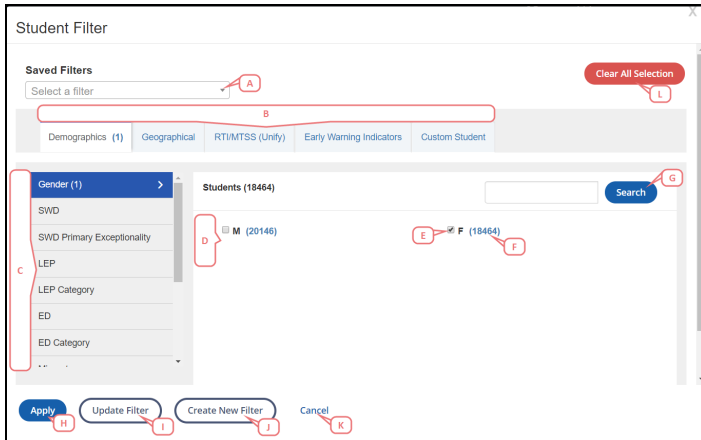 X
Student Filter
Saved Filters
Select a filter
A
Clear All Selection
L
B
Demographics (1) Geographical RTI/MTSS (Unify) Early Warning Indicators Custom Student
C
Gender (1)
SWD
SWD Primary Exceptionality
LEP
LEP Category
ED
ED Category
Students (18464)
Search
G
D
M (20146)
E
F (18464)
F
Apply
H
Update Filter
I
Create New Filter
J
Cancel
K